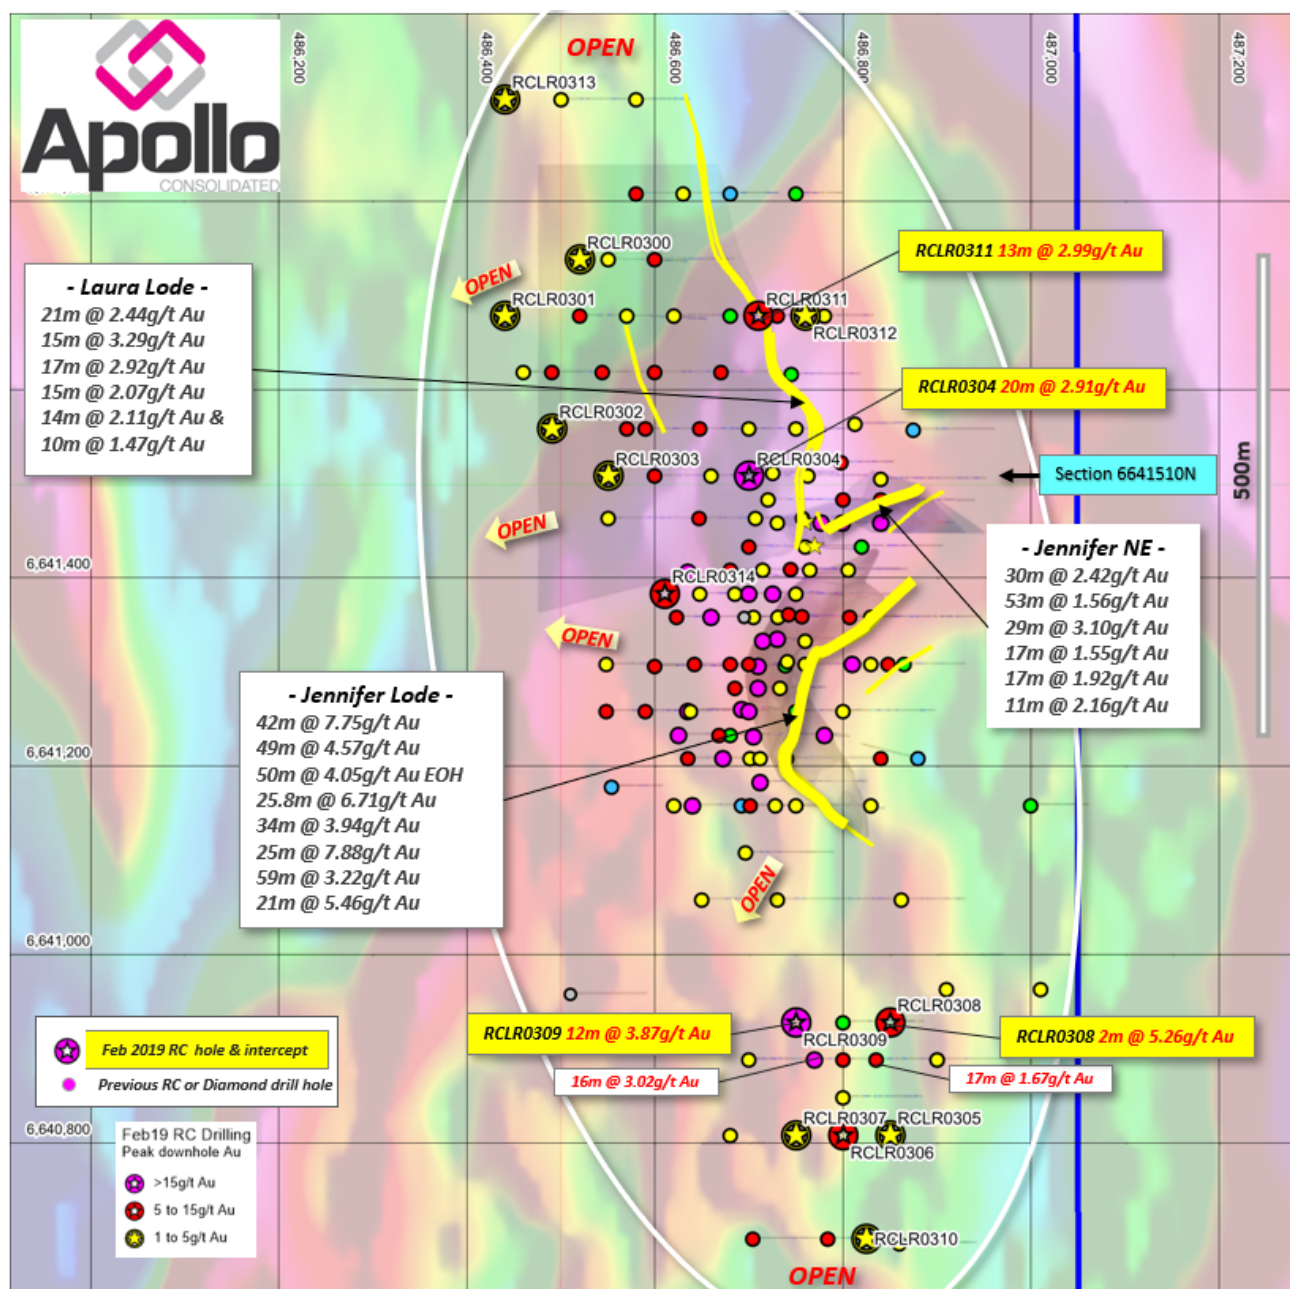 OPEN
486,200
486,400
486,600
486,800
487,000
487,200
Apollo
CONSOLIDATED
RCLR0313
RCLR0300
RCLR0311 13m @ 2.99g/t Au
OPEN
- Laura Lode -
21m @ 2.44g/t Au
15m @ 3.29g/t Au
17m @ 2.92g/t Au
15m @ 2.07g/t Au
14m @ 2.11g/t Au &
10m @ 1.47g/t Au
RCLR0301
RCLR0311
RCLR0312
RCLR0304 20m @ 2.91g/t Au
RCLR0302
RCLR0303
RCLR0304
Section 6641510N
500m
OPEN
- Jennifer NE -
30m @ 2.42g/t Au
53m @ 1.56g/t Au
29m @ 3.10g/t Au
17m @ 1.55g/t Au
17m @ 1.92g/t Au
11m @ 2.16g/t Au
6,641,400
RCLR0314
OPEN
- Jennifer Lode -
42m @ 7.75g/t Au
49m @ 4.57g/t Au
50m @ 4.05g/t Au EOH
25.8m @ 6.71g/t Au
34m @ 3.94g/t Au
25m @ 7.88g/t Au
59m @ 3.22g/t Au
21m @ 5.46g/t Au
6,641,200
OPEN
6,641,000
RCLR0308
RCLR0309 12m @ 3.87g/t Au
RCLR0309
RCLR0308 2m @ 5.26g/t Au
16m @ 3.02g/t Au
17m @ 1.67g/t Au
Feb 2019 RC hole & intercept
Previous RC or Diamond drill hole
6,640,800
RCLR0307
RCLR0305
RCLR0306
Feb19 RC Drilling
Peak downhole Au
>15g/t Au
5 to 15g/t Au
1 to 5g/t Au
RCLR0310
OPEN